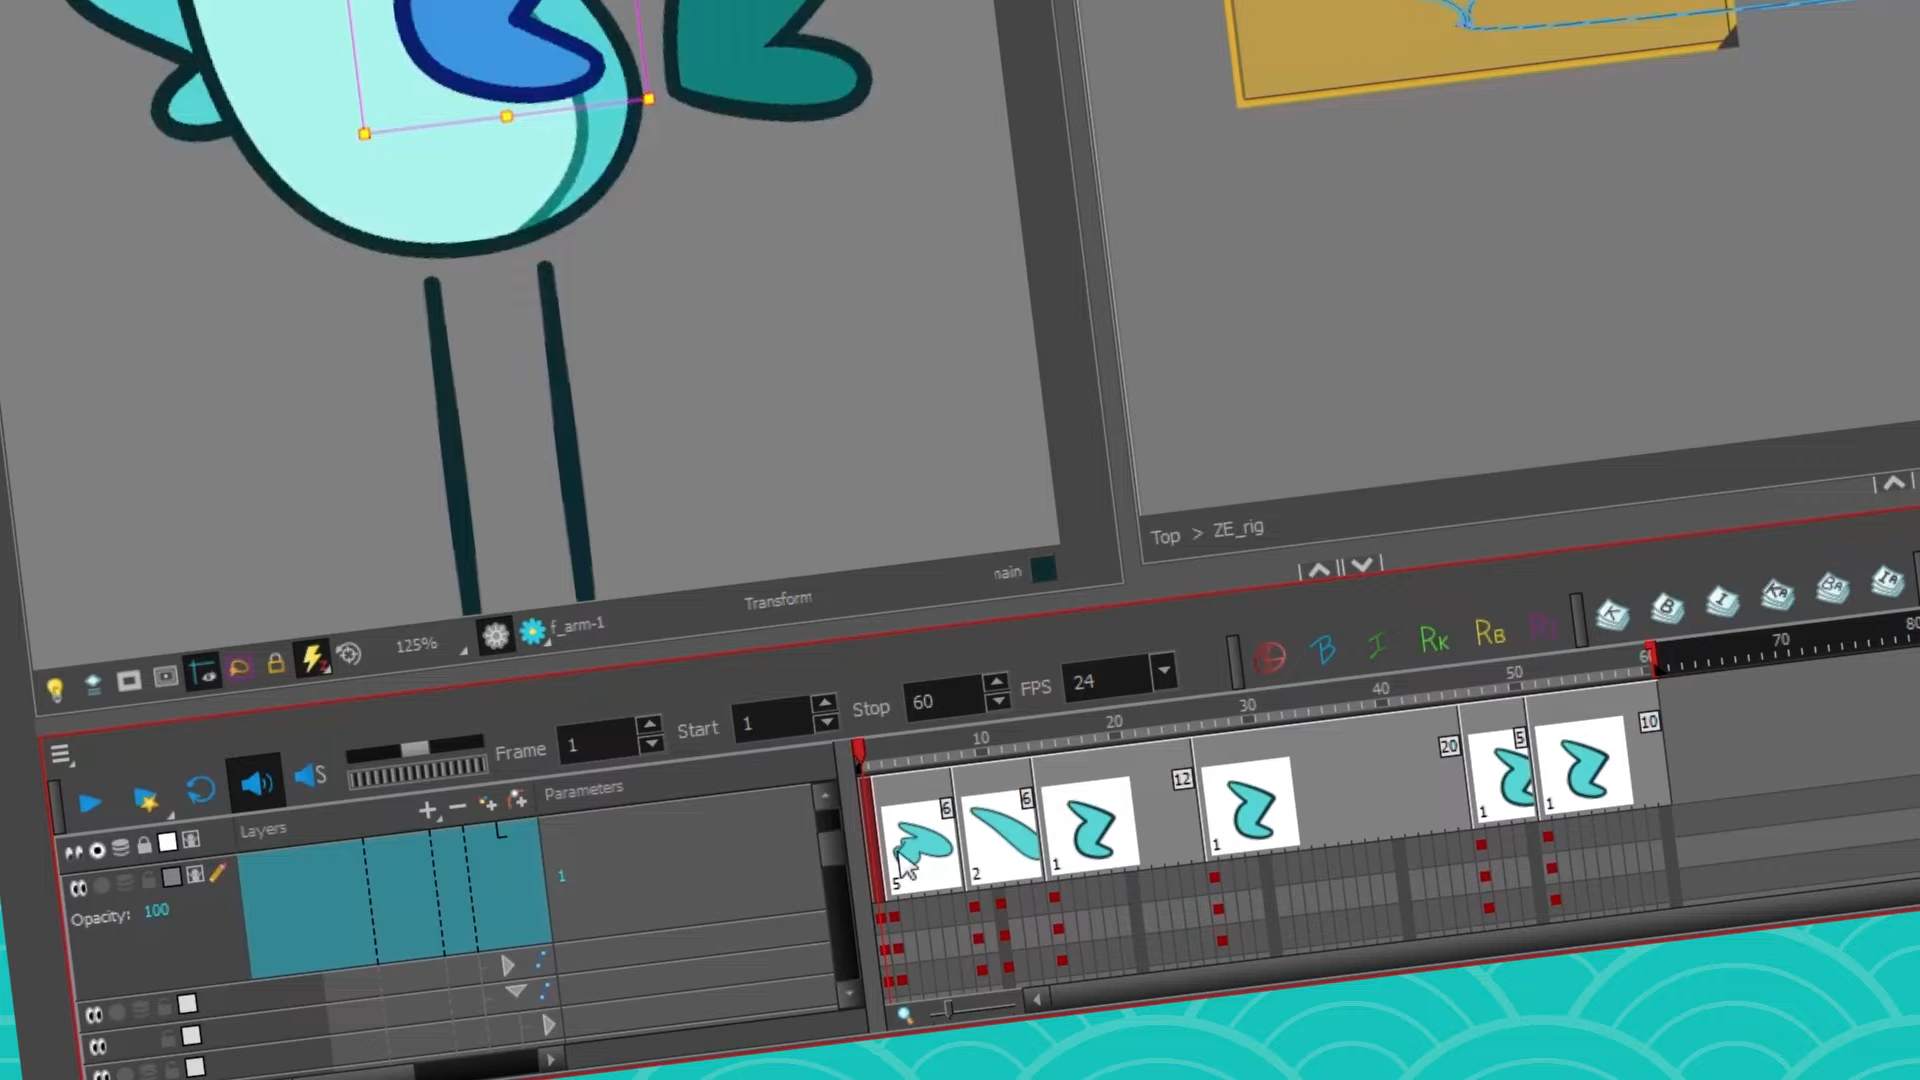 Top > ZE_rig
nain
Transform
125%
f_arm-1
K B I KA BA IA
B I RK RB RI
Frame 1 Start 1 Stop 60 FPS 24
10 20 30 40 50 60 70 80
S
Layers
Parameters
Opacity: 100
1
6 6 12 20 5 10
5 2 1 1 1 1